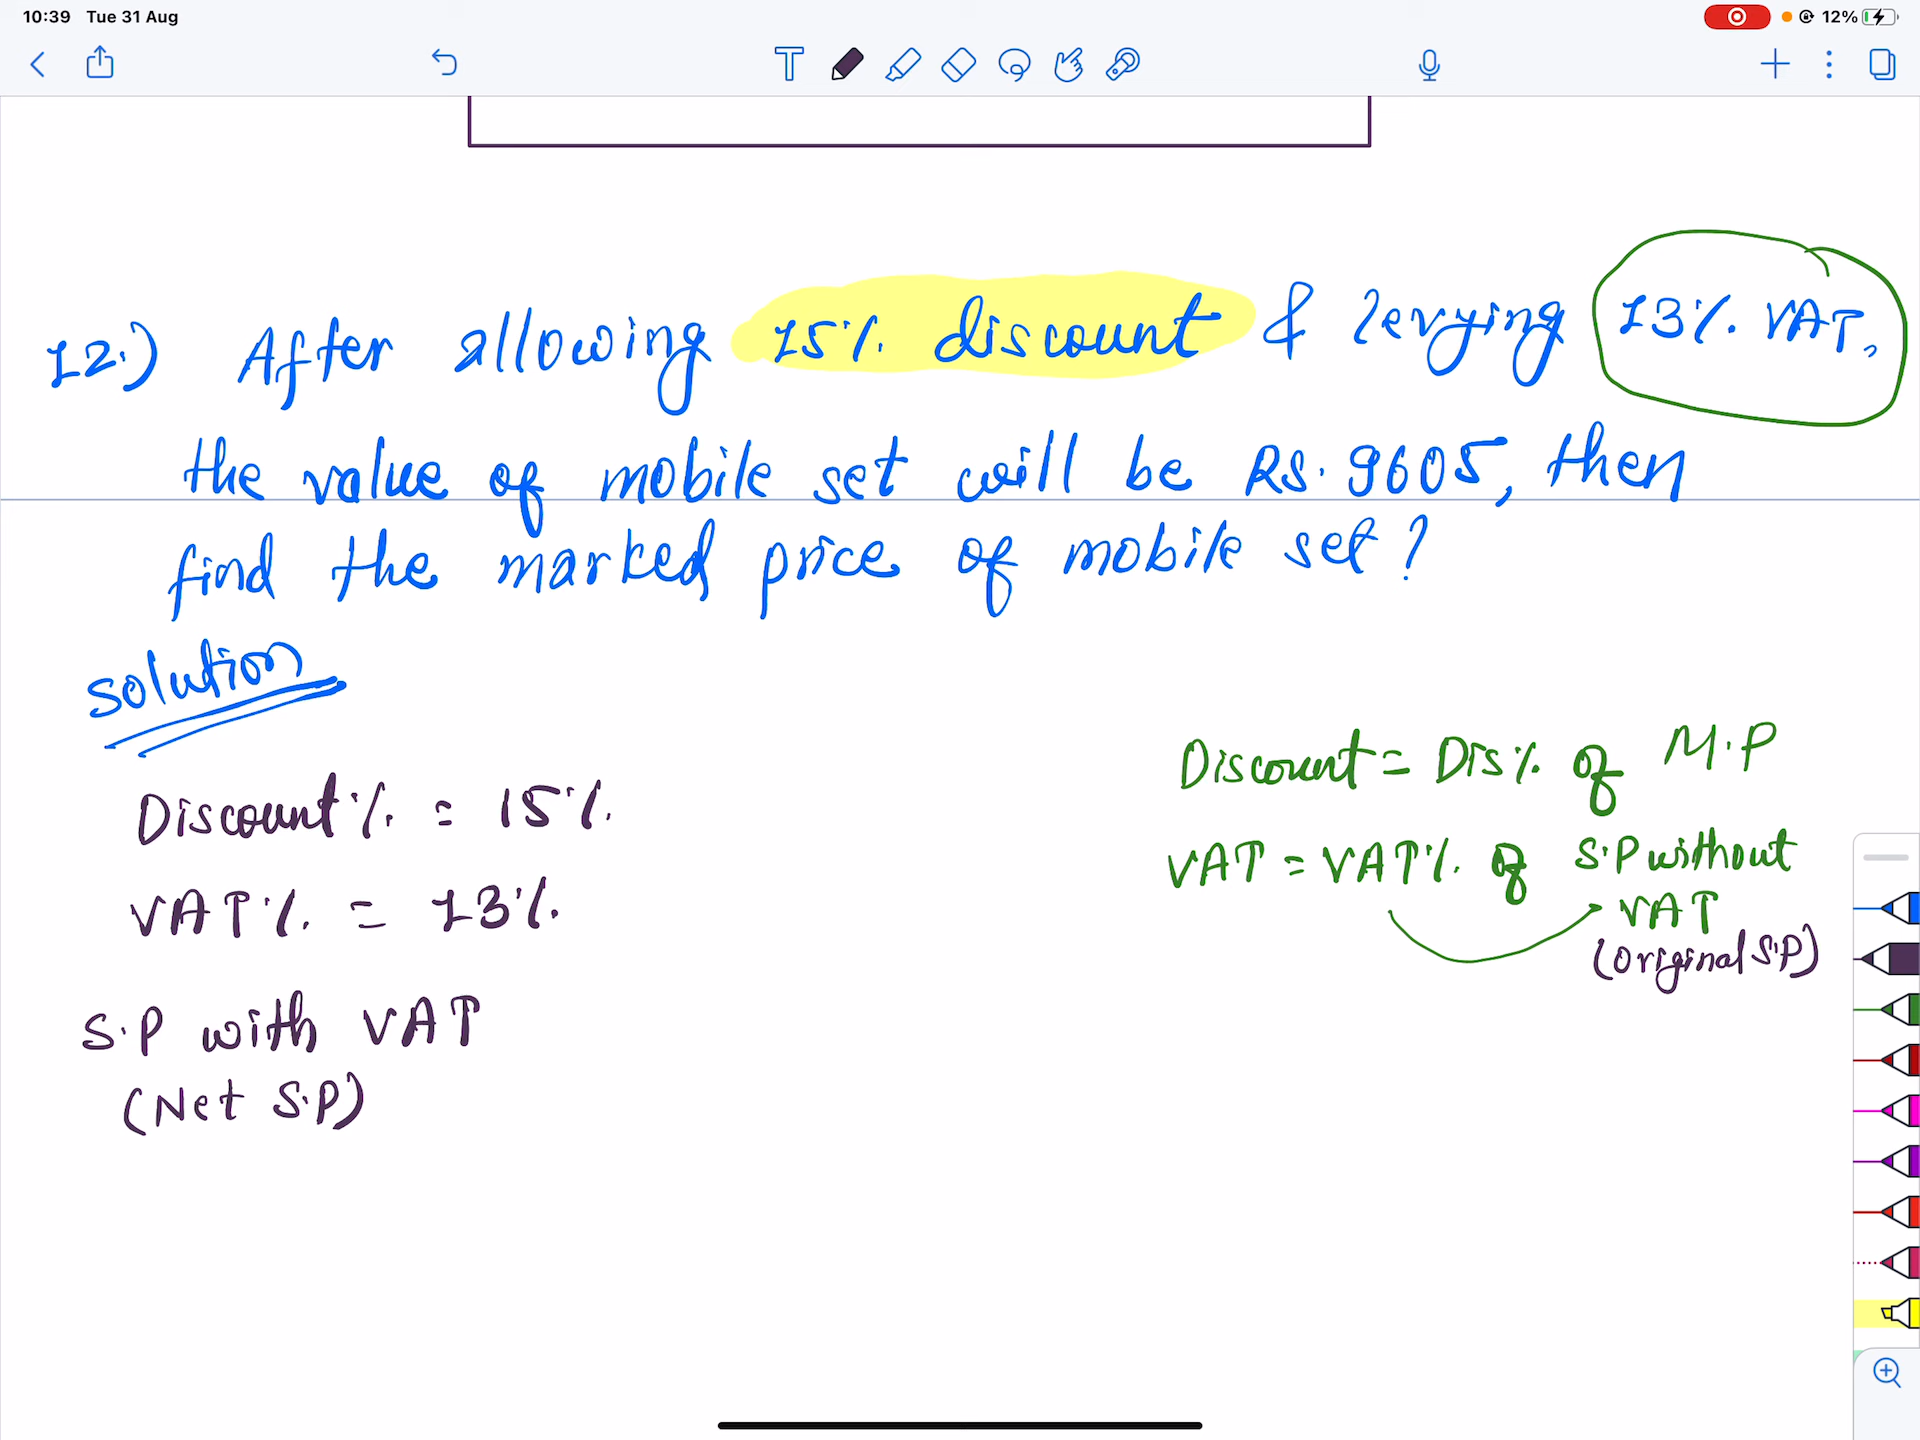 10:39 Tue 31 Aug
12%
12.) After allowing 15% discount & levying 13% VAT,
the value of mobile set will be Rs. 9605, then
find the marked price of mobile set?
solution
Discount% = 15%
VAT% = 13%
S.P with VAT
(Net S.P)
Discount = Dis% of M.P
VAT = VAT% of S.P without
VAT
(Original S.P)